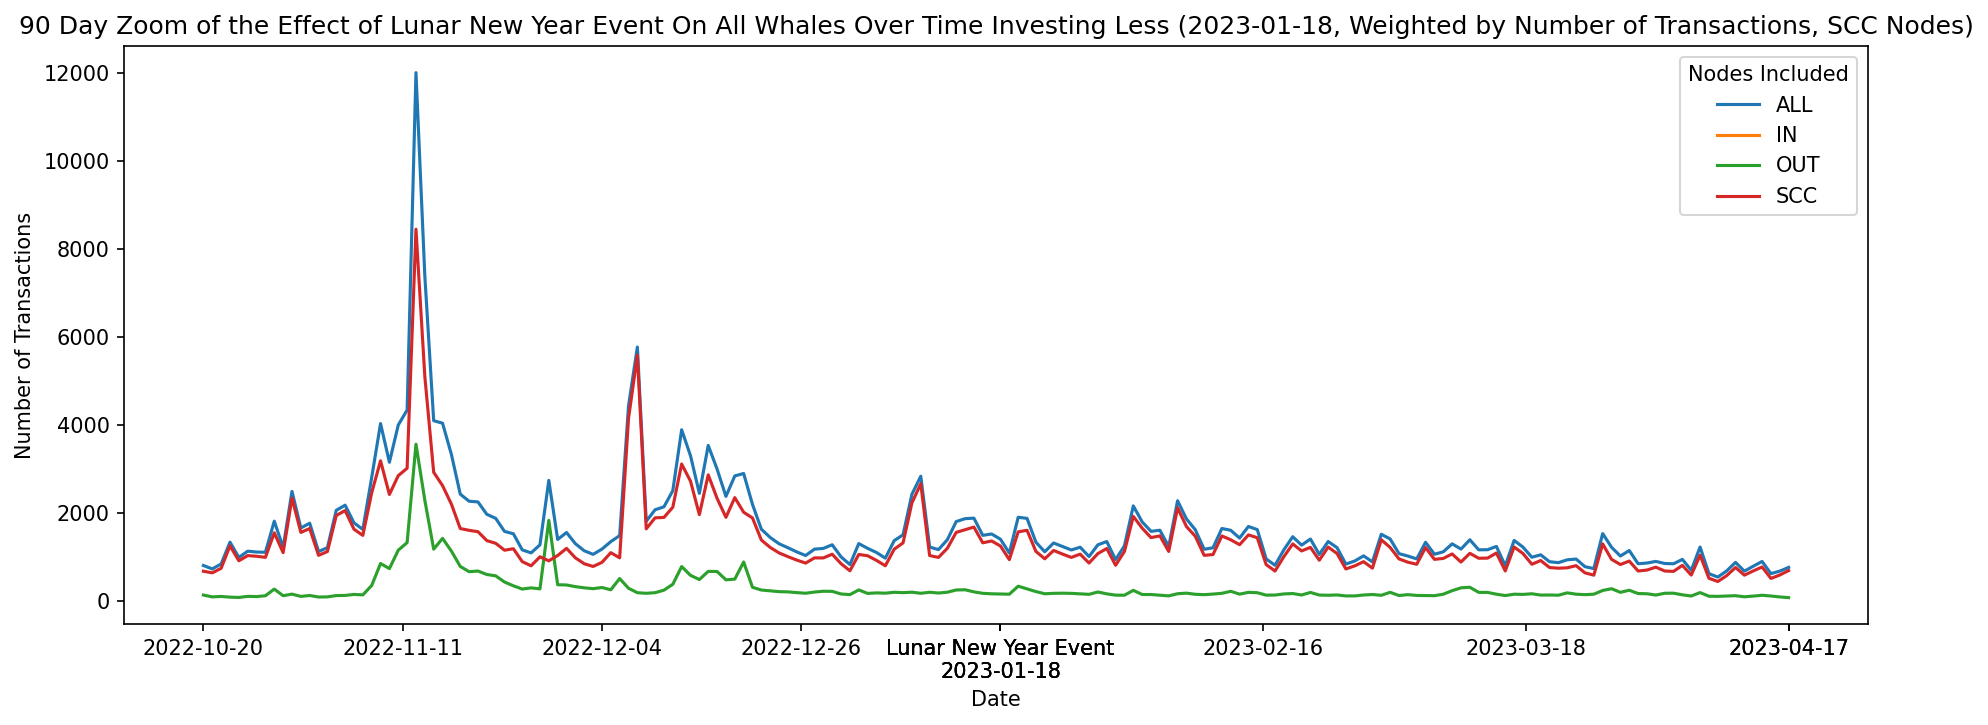 90 Day Zoom of the Effect of Lunar New Year Event On All Whales Over Time Investing Less (2023-01-18, Weighted by Number of Transactions, SCC Nodes)
Number of Transactions
12000
10000
8000
6000
4000
2000
0
Nodes Included
ALL
IN
OUT
SCC
2022-10-20
2022-11-11
2022-12-04
2022-12-26
Lunar New Year Event
2023-01-18
2023-02-16
2023-03-18
2023-04-17
Date